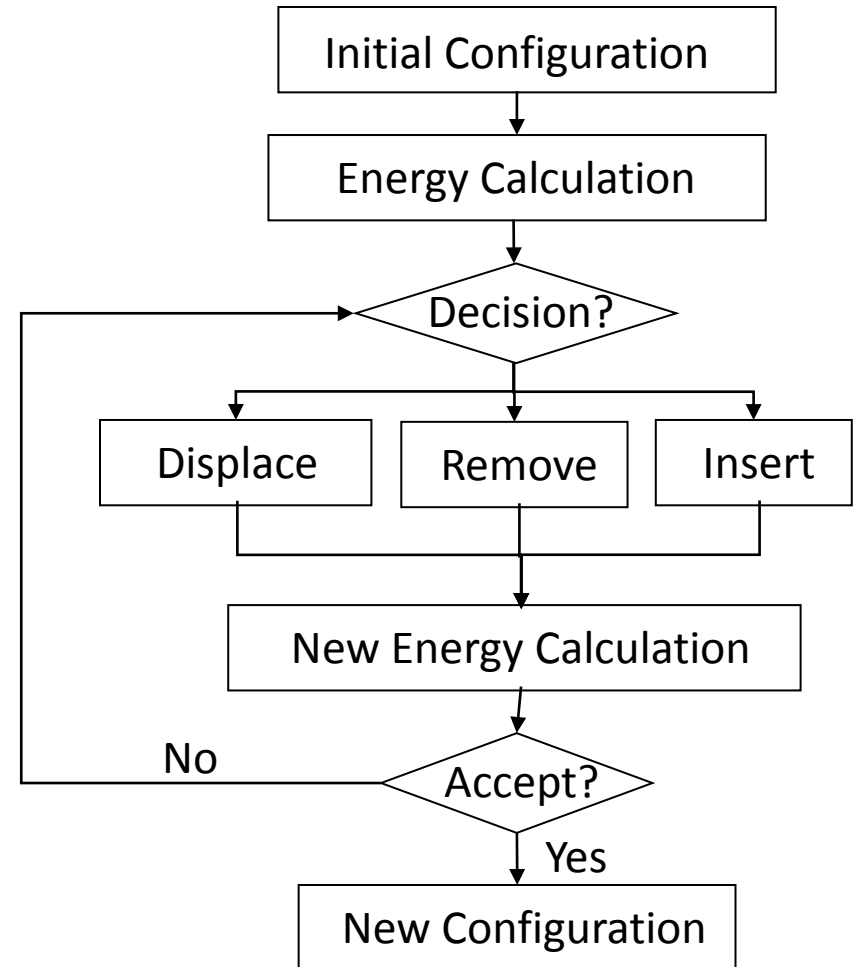 Initial Configuration
Energy Calculation
Decision?
Displace
Remove
Insert
New Energy Calculation
No
Accept?
Yes
New Configuration